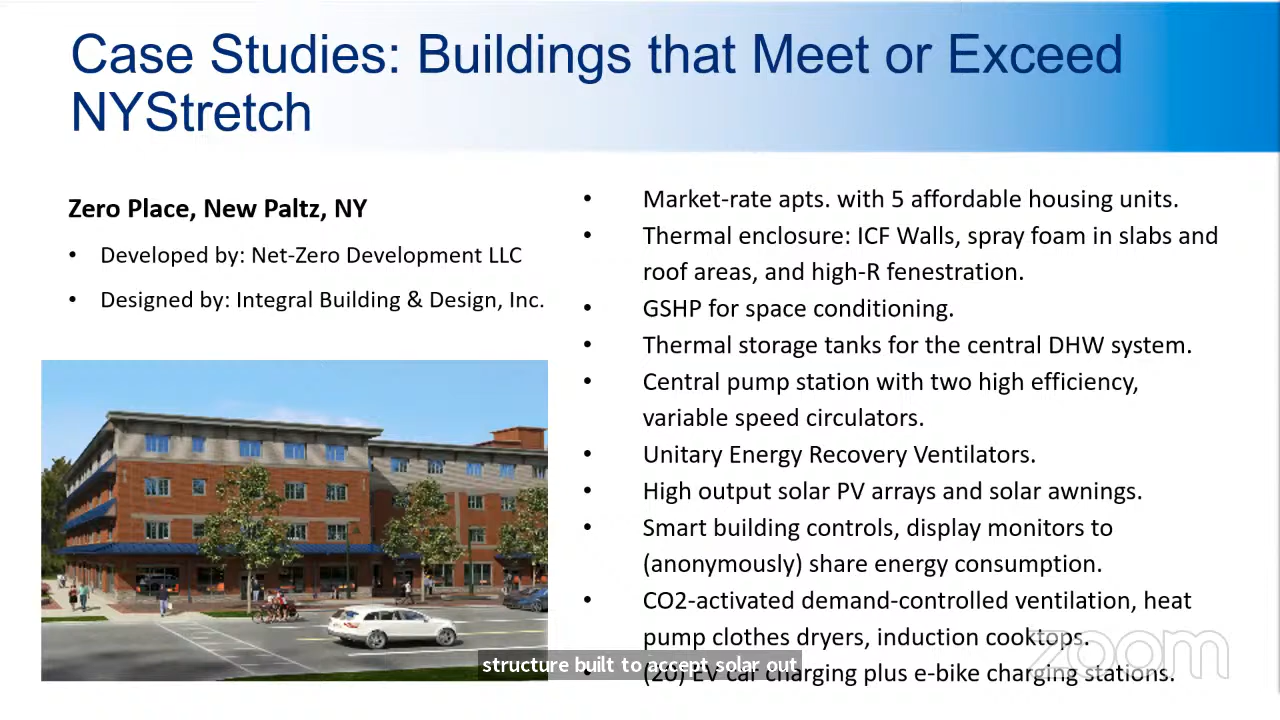 Case Studies: Buildings that Meet or Exceed
NYStretch
Zero Place, New Paltz, NY
• Developed by: Net-Zero Development LLC
• Designed by: Integral Building & Design, Inc.
• Market-rate apts. with 5 affordable housing units.
• Thermal enclosure: ICF Walls, spray foam in slabs and
roof areas, and high-R fenestration.
• GSHP for space conditioning.
• Thermal storage tanks for the central DHW system.
• Central pump station with two high efficiency,
variable speed circulators.
• Unitary Energy Recovery Ventilators.
• High output solar PV arrays and solar awnings.
• Smart building controls, display monitors to
(anonymously) share energy consumption.
• CO2-activated demand-controlled ventilation, heat
pump clothes dryers, induction cooktops.
• (20) EV car charging plus e-bike charging stations.
structure built to accept solar out
zoom